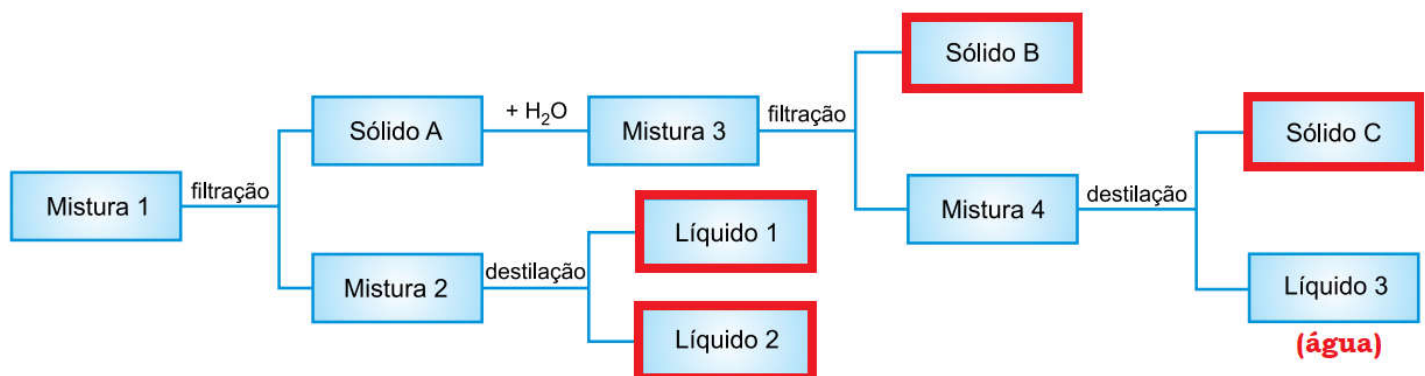 Mistura 1
filtração
Sólido A
+ H₂O
Mistura 3
filtração
Sólido B
Mistura 4
destilação
Sólido C
Líquido 3
(água)
Mistura 2
destilação
Líquido 1
Líquido 2